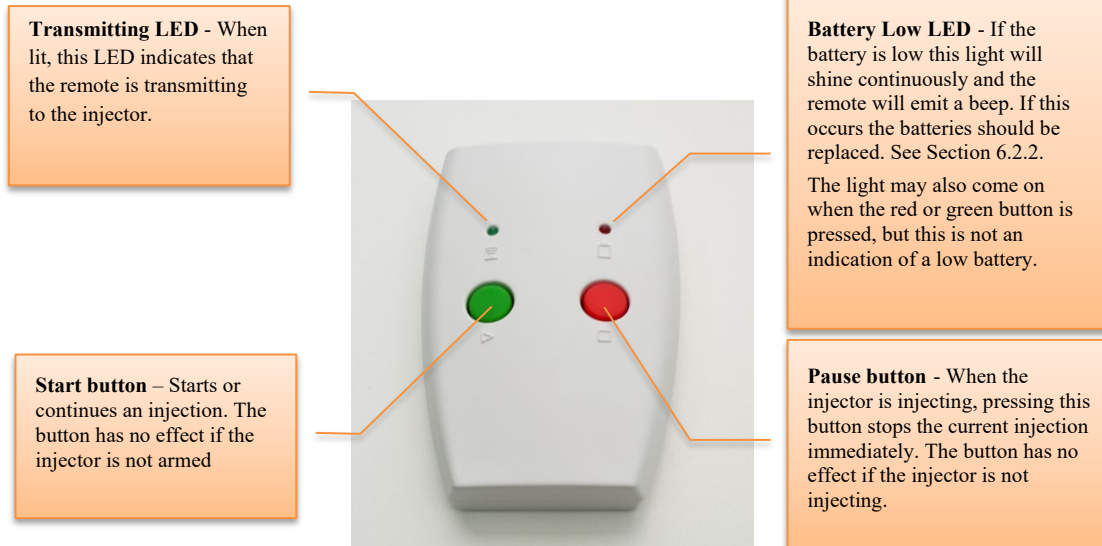 Transmitting LED - When
lit, this LED indicates that
the remote is transmitting
to the injector.
Battery Low LED - If the
battery is low this light will
shine continuously and the
remote will emit a beep. If this
occurs the batteries should be
replaced. See Section 6.2.2.
The light may also come on
when the red or green button is
pressed, but this is not an
indication of a low battery.
Start button – Starts or
continues an injection. The
button has no effect if the
injector is not armed
Pause button - When the
injector is injecting, pressing this
button stops the current injection
immediately. The button has no
effect if the injector is not
injecting.